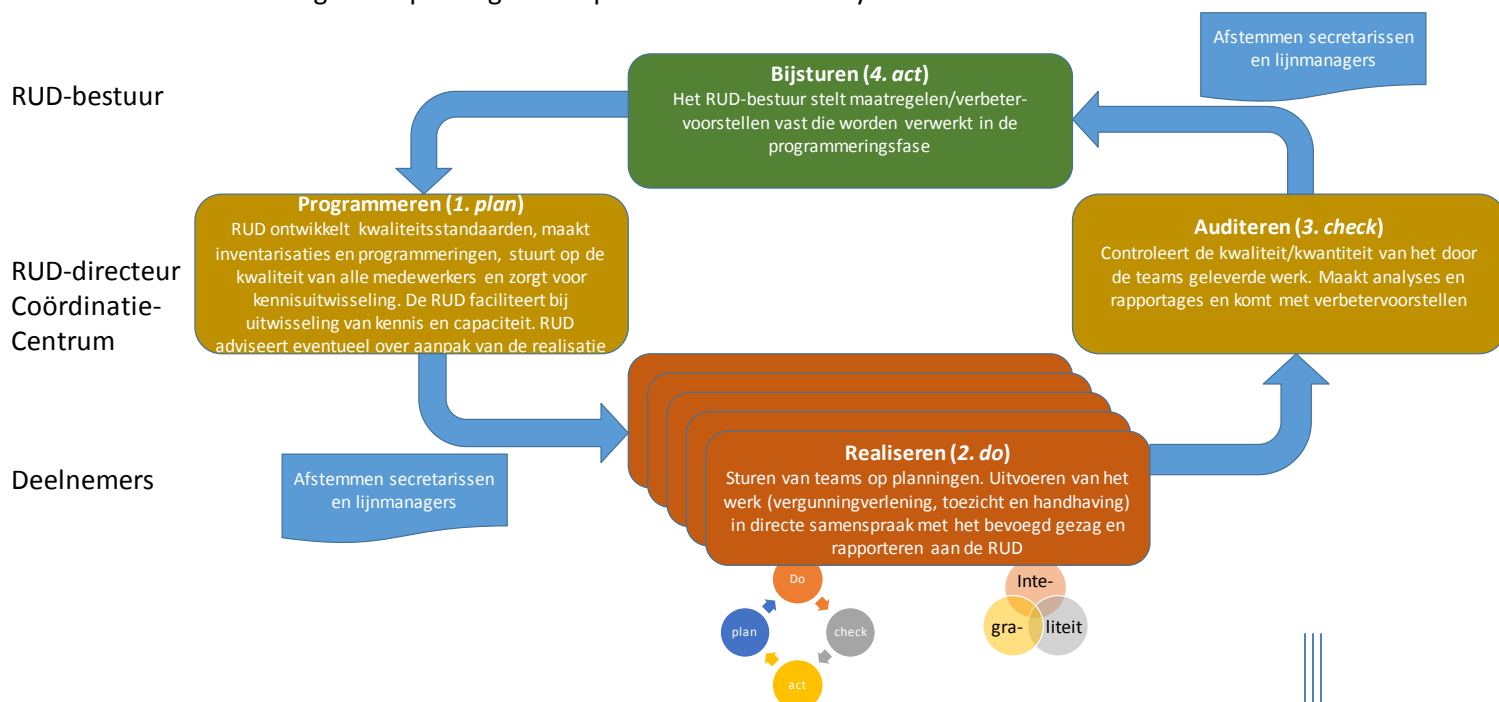 Afstemmen secretarissen
en lijnmanagers
RUD-bestuur
Bijsturen (4. act)
Het RUD-bestuur stelt maatregelen/verbeter-
voorstellen vast die worden verwerkt in de
programmeringsfase
RUD-directeur
Coördinatie-
Centrum
Programmeren (1. plan)
RUD ontwikkelt kwaliteitsstandaarden, maakt
inventarisaties en programmeringen, stuurt op de
kwaliteit van alle medewerkers en zorgt voor
kennisuitwisseling. De RUD faciliteert bij
uitwisseling van kennis en capaciteit. RUD
adviseert eventueel over aanpak van de realisatie
Auditeren (3. check)
Controleert de kwaliteit/kwantiteit van het door
de teams geleverde werk. Maakt analyses en
rapportages en komt met verbetervoorstellen
Deelnemers
Afstemmen secretarissen
en lijnmanagers
Realiseren (2. do)
Sturen van teams op planningen. Uitvoeren van het
werk (vergunningverlening, toezicht en handhaving)
in directe samenspraak met het bevoegd gezag en
rapporteren aan de RUD
Do
plan
check
act
Inte-
gra-
liteit